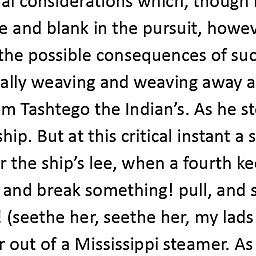 al considerations which, though
e and blank in the pursuit, howev
the possible consequences of suc
ally weaving and weaving away a
m Tashtego the Indian's. As he st
ship. But at this critical instant a s
r the ship's lee, when a fourth ke
and break something! pull, and s
(seethe her, seethe her, my lads
r out of a Mississippi steamer. As